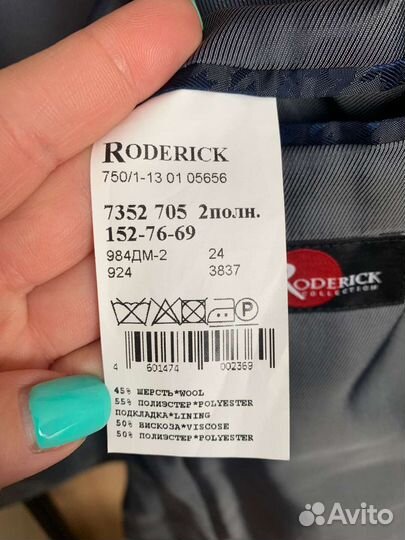 RODERICK
750/1-13 01 05656
7352 705 2полн.
152-76-69
984ДМ-2 24
924 3837
P
4 601474 002369
45% ШЕРСТЬ*WOOL
55% ПОЛИЭСТЕР*POLYESTER
ПОДКЛАДКА*LINING
50% ВИСКОЗА*VISCOSE
50% ПОЛИЭСТЕР*POLYESTER
RODERICK
COLLECTION
Avito